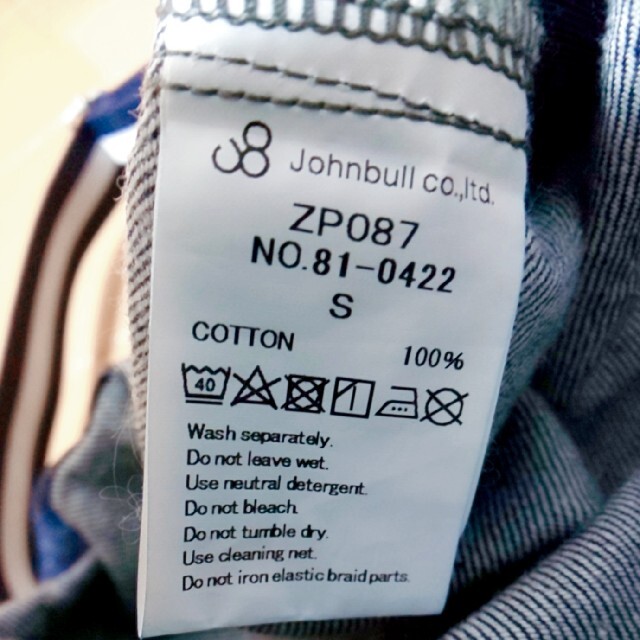 Johnbull co.,ltd.
ZP087
NO.81-0422
S
COTTON 100%
40
Wash separately.
Do not leave wet.
Use neutral detergent.
Do not bleach.
Do not tumble dry.
Use cleaning net.
Do not iron elastic braid parts.